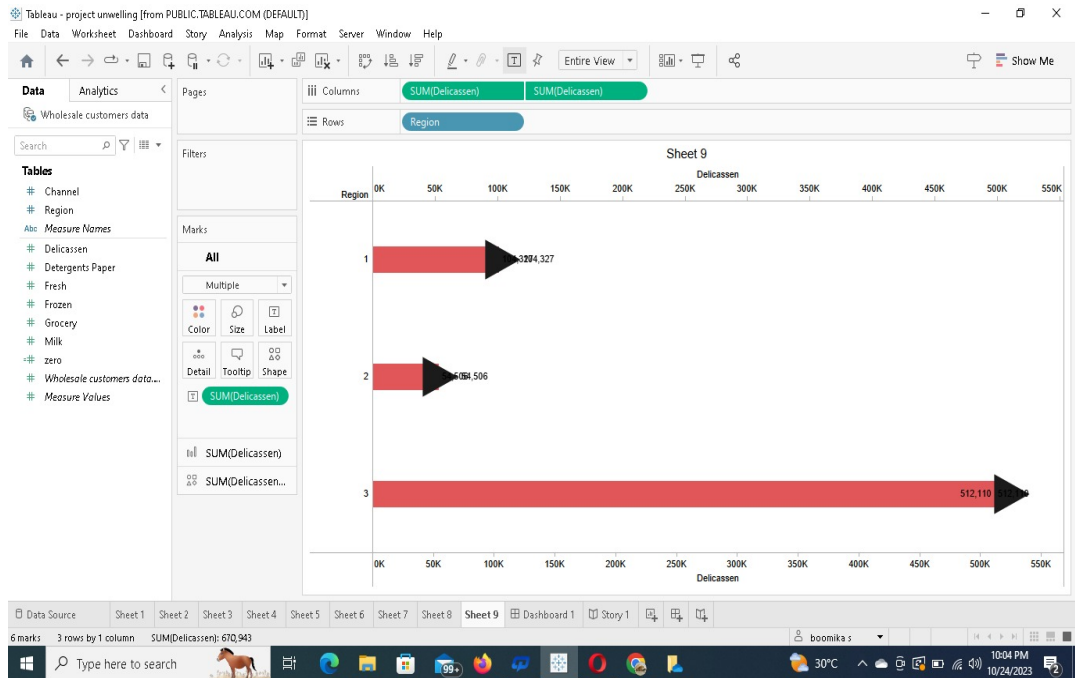 Tableau - project unwelling [from PUBLIC.TABLEAU.COM (DEFAULT)]
File Data Worksheet Dashboard Story Analysis Map Format Server Window Help
Entire View
Show Me
Data Analytics
Pages
Columns SUM(Delicassen) SUM(Delicassen)
Wholesale customers data
Rows Region
Search
Filters
Sheet 9
Tables
Delicassen
Region 0K 50K 100K 150K 200K 250K 300K 350K 400K 450K 500K 550K
Channel
Region
Abc Measure Names
Marks
Delicassen
All
1
Detergents Paper
Fresh
Multiple
Frozen
Color Size Label
Grocery
Milk
zero
Detail Tooltip Shape
2
Wholesale customers data....
Measure Values
SUM(Delicassen)
SUM(Delicassen)
SUM(Delicassen...
3
512,110
0K 50K 100K 150K 200K 250K 300K 350K 400K 450K 500K 550K
Delicassen
Data Source Sheet 1 Sheet 2 Sheet 3 Sheet 4 Sheet 5 Sheet 6 Sheet 7 Sheet 8 Sheet 9 Dashboard 1 Story 1
6 marks 3 rows by 1 column SUM(Delicassen): 670,943
boomika s
Type here to search
99+
30°C
10:04 PM
10/24/2023
2